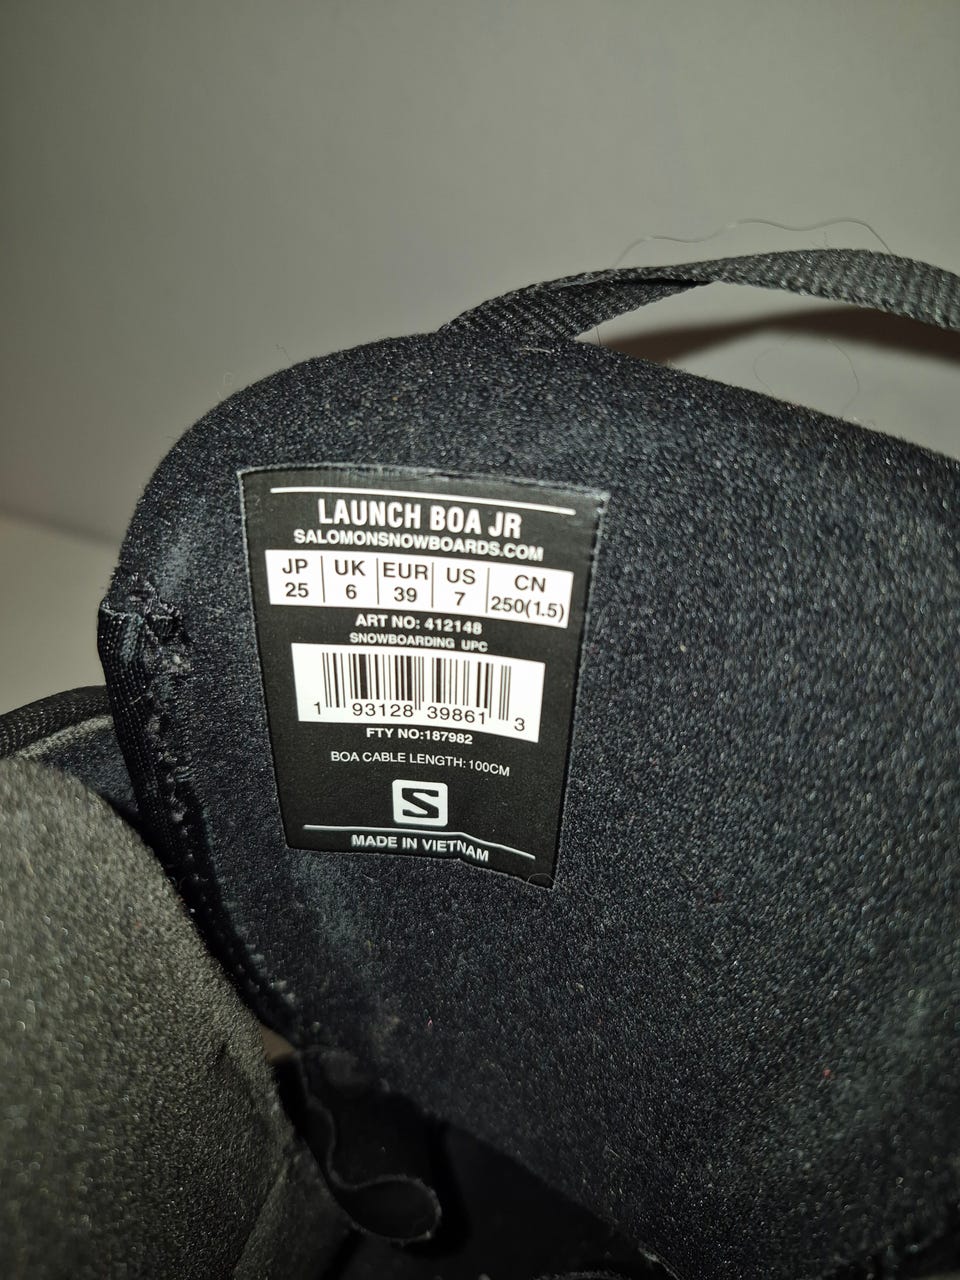 LAUNCH BOA JR
SALOMONSNOWBOARDS.COM
JP UK EUR US CN
25 6 39 7 250(1.5)
ART NO: 412148
SNOWBOARDING UPC
1 93128 39861 3
FTY NO:187982
BOA CABLE LENGTH:100CM
S
MADE IN VIETNAM